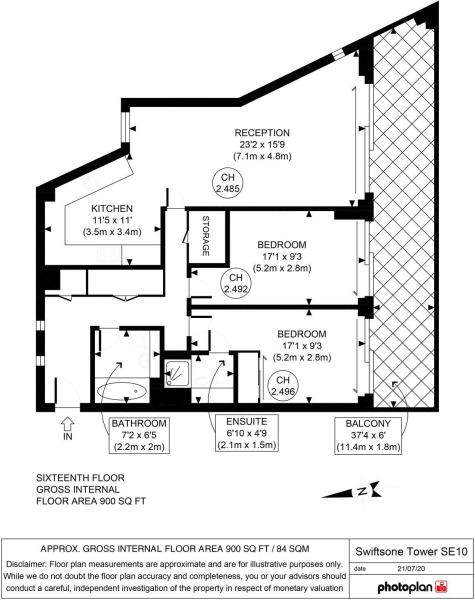 RECEPTION
23'2 x 15'9
(7.1m x 4.8m)
CH
2.485
KITCHEN
11'5 x 11'
(3.5m x 3.4m)
STORAGE
BEDROOM
17'1 x 9'3
(5.2m x 2.8m)
CH
2.492
BEDROOM
17'1 x 9'3
(5.2m x 2.8m)
CH
2.496
IN
BATHROOM
7'2 x 6'5
(2.2m x 2m)
ENSUITE
6'10 x 4'9
(2.1m x 1.5m)
BALCONY
37'4 x 6'
(11.4m x 1.8m)
SIXTEENTH FLOOR
GROSS INTERNAL
FLOOR AREA 900 SQ FT
N
APPROX. GROSS INTERNAL FLOOR AREA 900 SQ FT / 84 SQM
Disclaimer: Floor plan measurements are approximate and are for illustrative purposes only.
While we do not doubt the floor plan accuracy and completeness, you or your advisors should
conduct a careful, independent investigation of the property in respect of monetary valuation
Swiftsone Tower SE10
date 21/07/20
photoplan